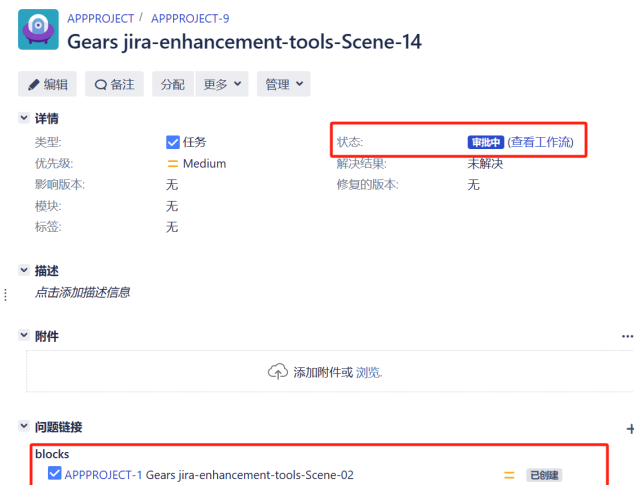 APPPROJECT / APPPROJECT-9
Gears jira-enhancement-tools-Scene-14
编辑 备注 分配 更多 管理
详情
类型: 任务 状态: 审批中 (查看工作流)
优先级: Medium 解决结果: 未解决
影响版本: 无 修复的版本: 无
模块: 无
标签: 无
描述
点击添加描述信息
附件
添加附件或 浏览.
问题链接
blocks
APPPROJECT-1 Gears jira-enhancement-tools-Scene-02 已创建